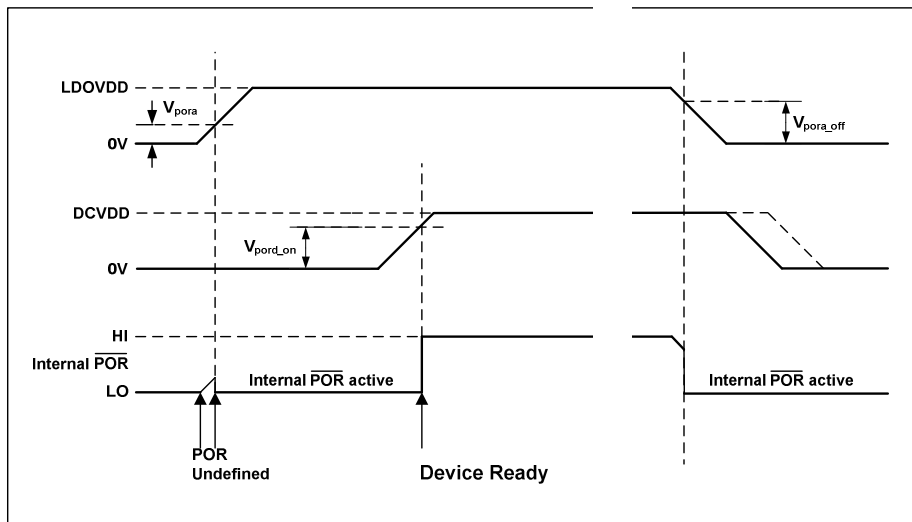 LDOVDD
Vpora
0V
Vpora_off
DCVDD
Vpord_on
0V
HI
Internal POR
LO
Internal POR active
Internal POR active
POR
Undefined
Device Ready